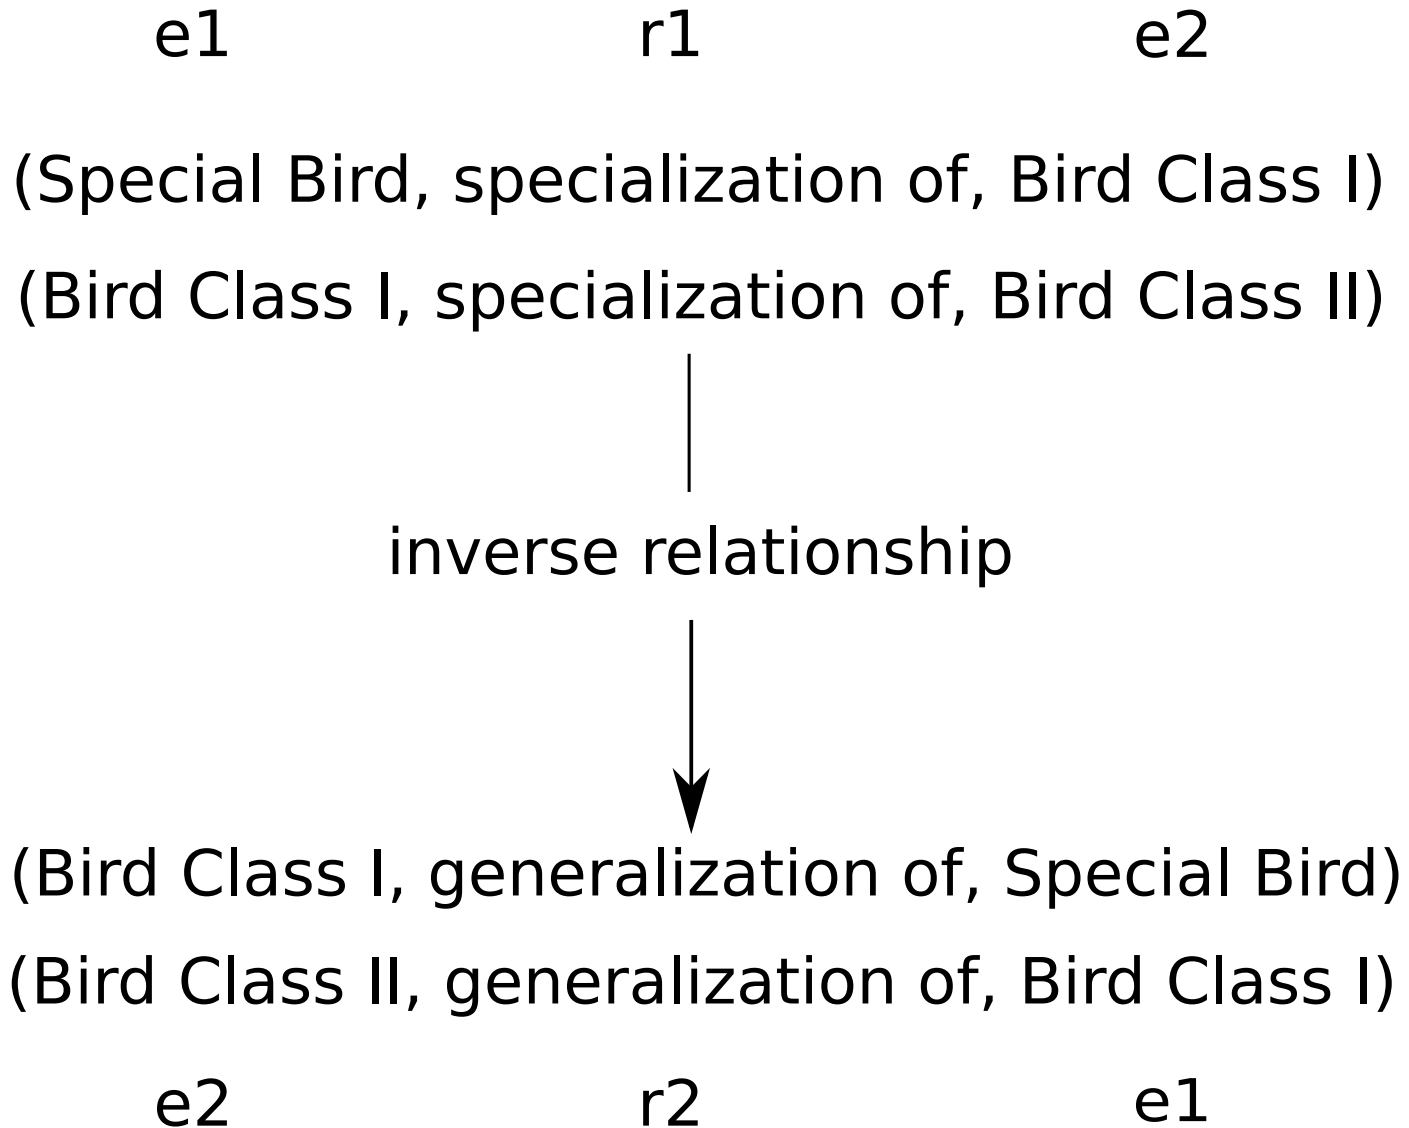 e1 r1 e2
(Special Bird, specialization of, Bird Class I)
(Bird Class I, specialization of, Bird Class II)
inverse relationship
(Bird Class I, generalization of, Special Bird)
(Bird Class II, generalization of, Bird Class I)
e2 r2 e1